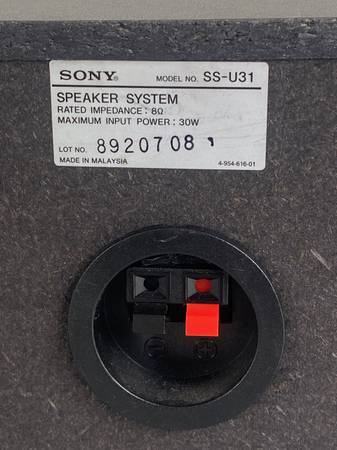 SONY® MODEL NO. SS-U31
SPEAKER SYSTEM
RATED IMPEDANCE : 8Ω
MAXIMUM INPUT POWER : 30W
LOT NO. 8920708
MADE IN MALAYSIA 4-954-616-01
⊖ ⊕